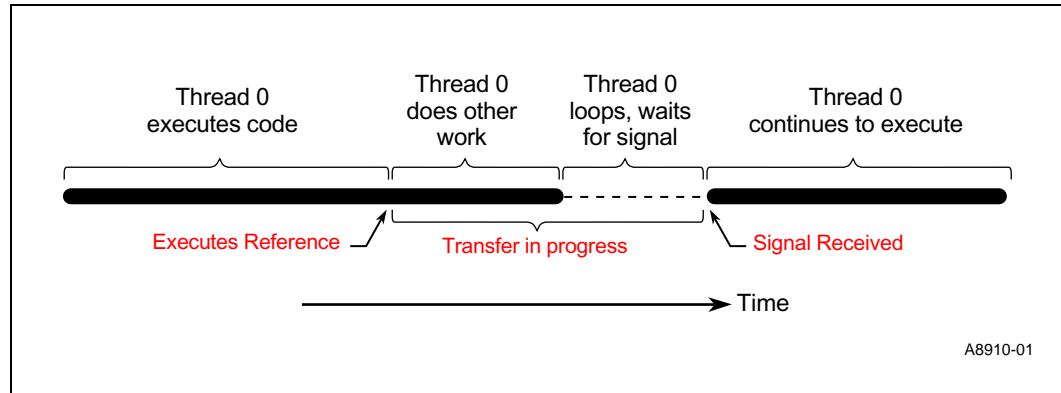 Thread 0
executes code
Thread 0
does other
work
Thread 0
loops, waits
for signal
Thread 0
continues to execute
Executes Reference
Transfer in progress
Signal Received
Time
A8910-01